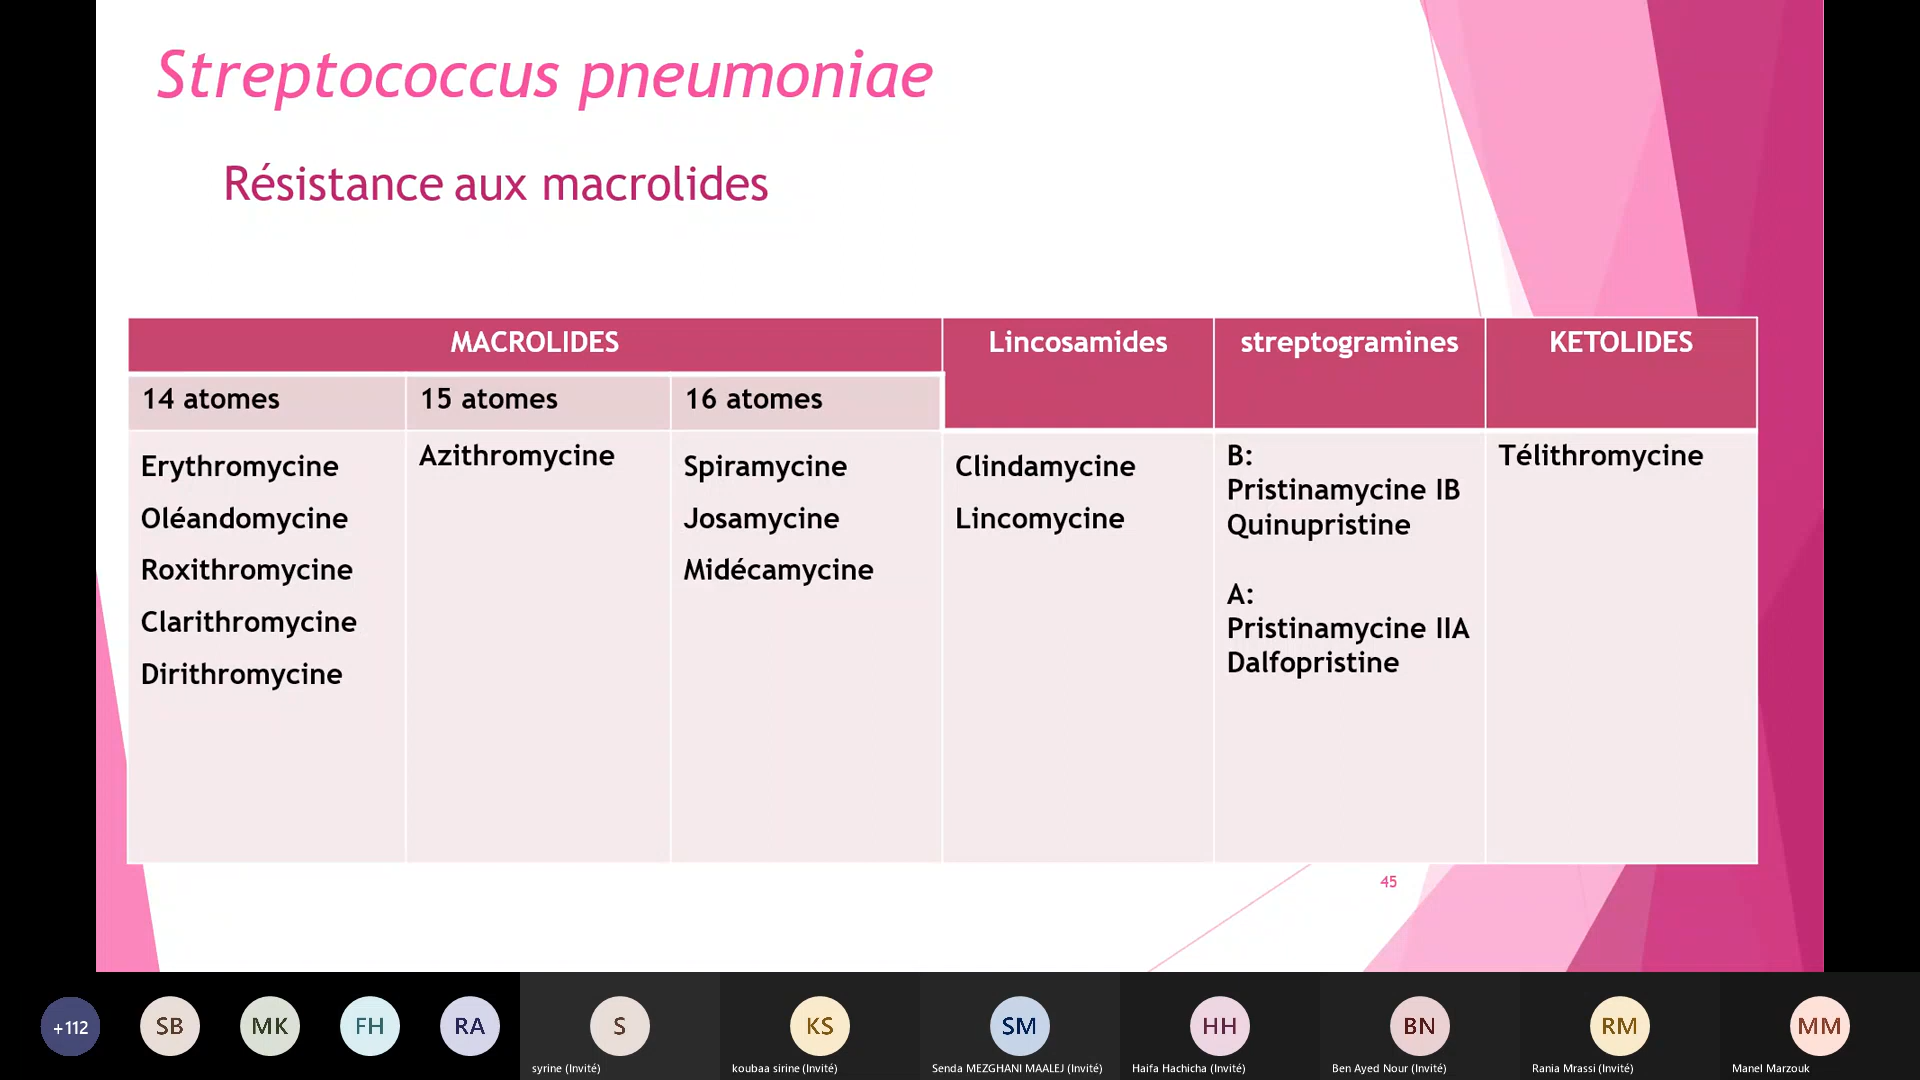 Streptococcus pneumoniae
Résistance aux macrolides
MACROLIDES
Lincosamides
streptogramines
KETOLIDES
14 atomes
15 atomes
16 atomes
Erythromycine
Oléandomycine
Roxithromycine
Clarithromycine
Dirithromycine
Azithromycine
Spiramycine
Josamycine
Midécamycine
Clindamycine
Lincomycine
B:
Pristinamycine IB
Quinupristine
A:
Pristinamycine IIA
Dalfopristine
Télithromycine
45
+112
SB
MK
FH
RA
S
syrine (Invité)
KS
koubaa sirine (Invité)
SM
Senda MEZGHANI MAALEJ (Invité)
HH
Haifa Hachicha (Invité)
BN
Ben Ayed Nour (Invité)
RM
Rania Mrassi (Invité)
MM
Manel Marzouk